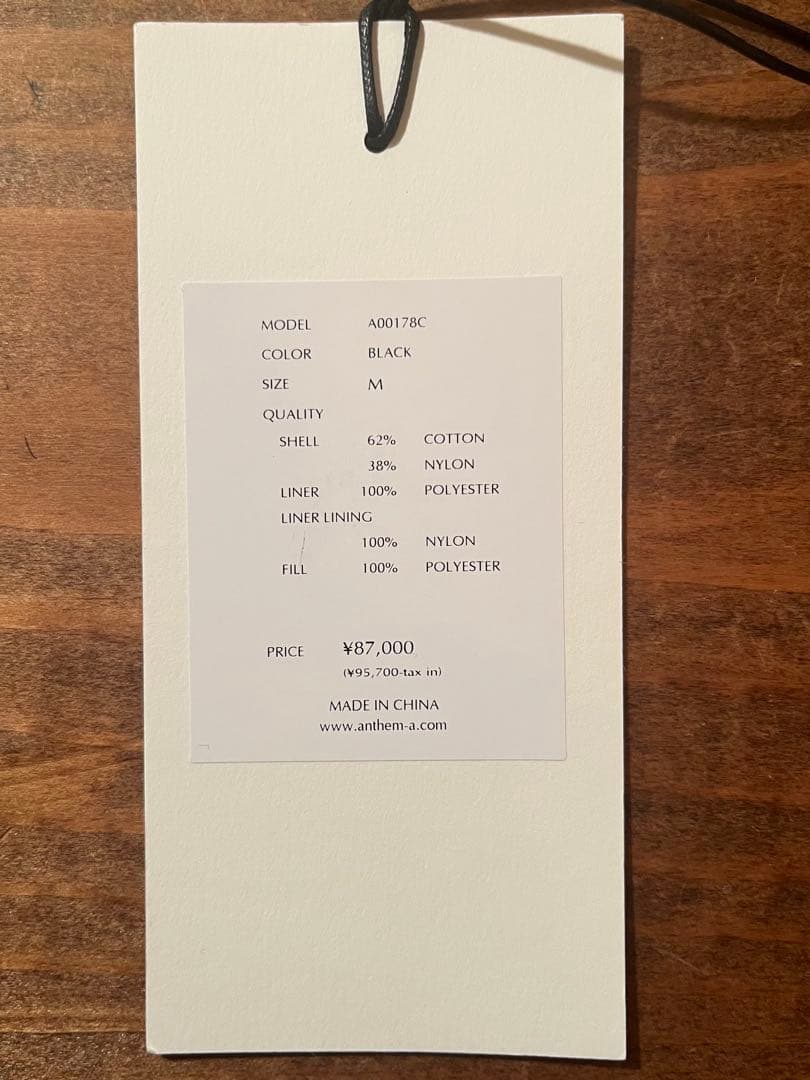 MODEL A00178C
COLOR BLACK
SIZE M
QUALITY
SHELL 62% COTTON
38% NYLON
LINER 100% POLYESTER
LINER LINING
100% NYLON
FILL 100% POLYESTER
PRICE ¥87,000
(¥95,700-tax in)
MADE IN CHINA
www.anthem-a.com